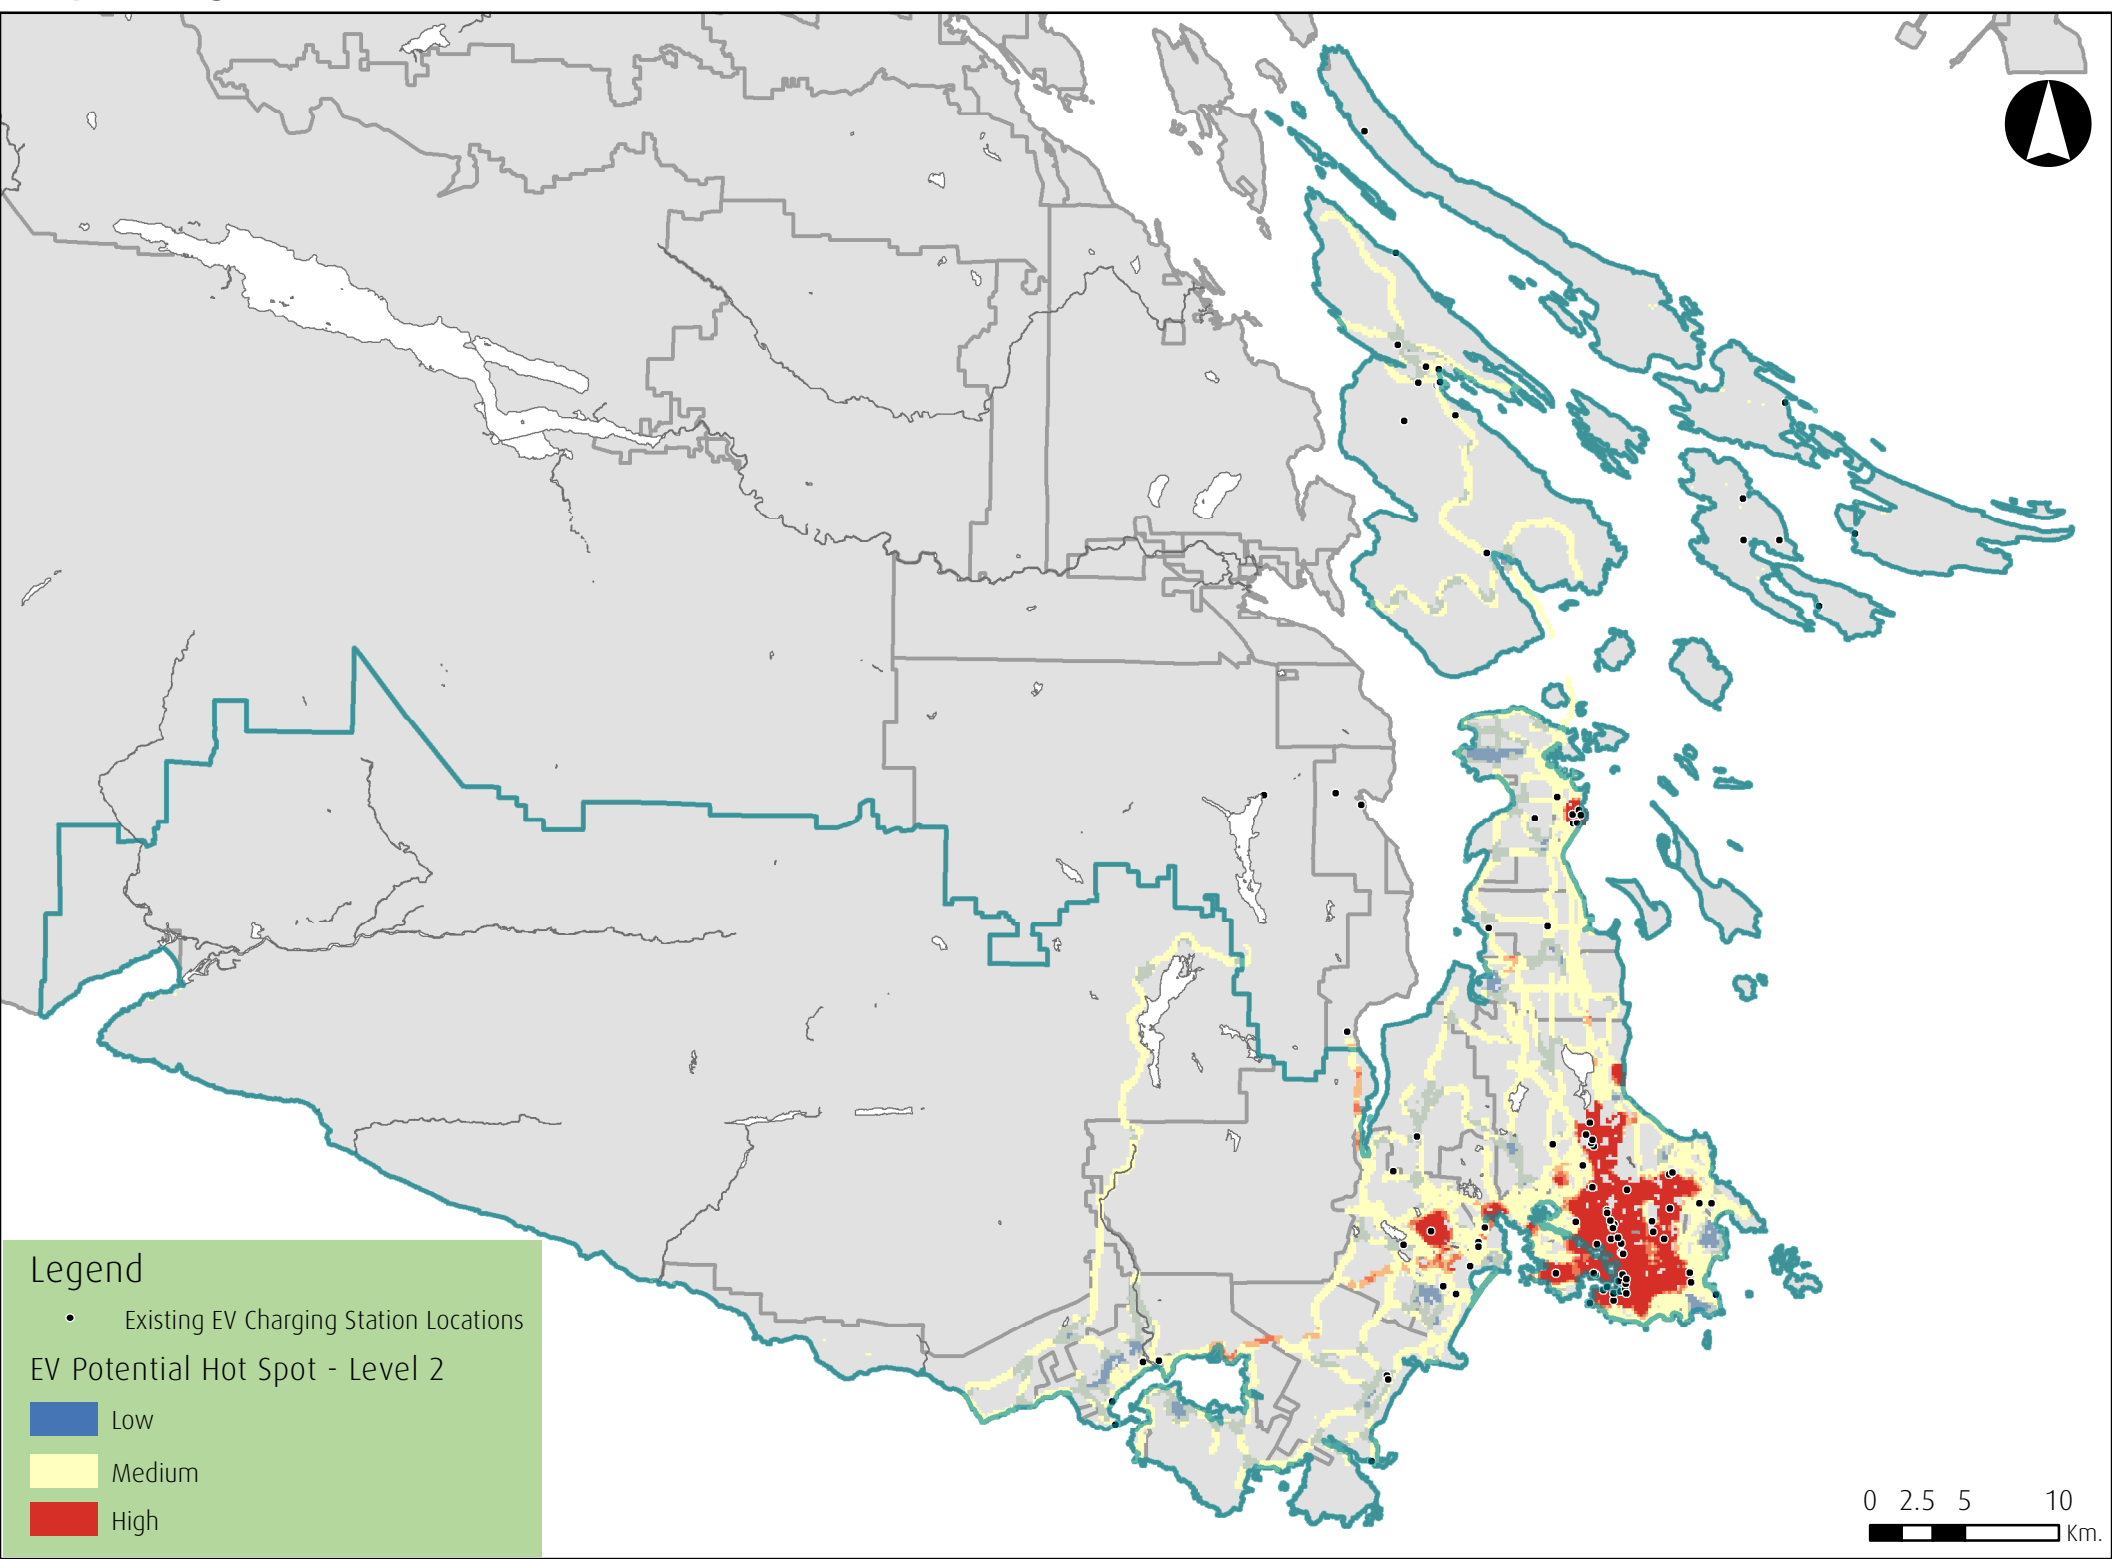 Legend
Existing EV Charging Station Locations
EV Potential Hot Spot - Level 2
Low
Medium
High
0 2.5 5 10
Km.